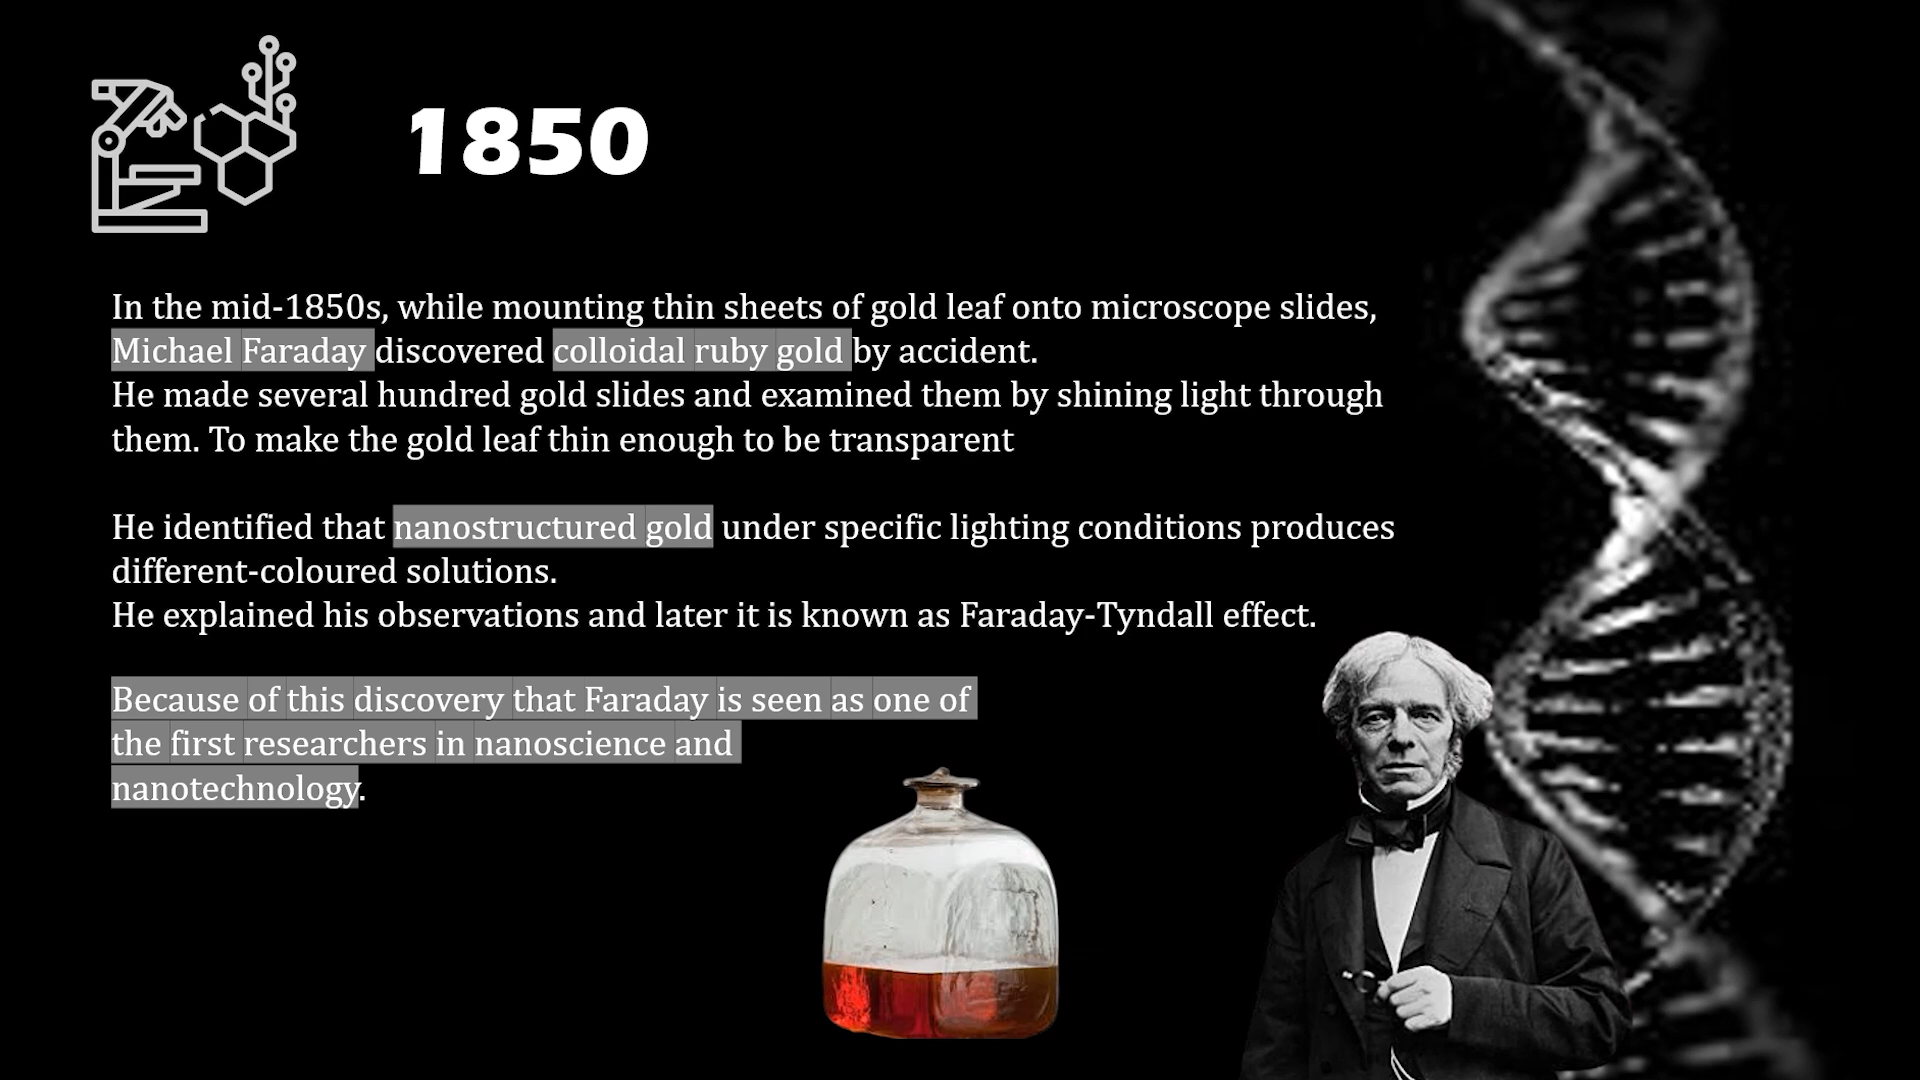 1850
In the mid-1850s, while mounting thin sheets of gold leaf onto microscope slides,
Michael Faraday discovered colloidal ruby gold by accident.
He made several hundred gold slides and examined them by shining light through
them. To make the gold leaf thin enough to be transparent
He identified that nanostructured gold under specific lighting conditions produces
different-coloured solutions.
He explained his observations and later it is known as Faraday-Tyndall effect.
Because of this discovery that Faraday is seen as one of
the first researchers in nanoscience and
nanotechnology.